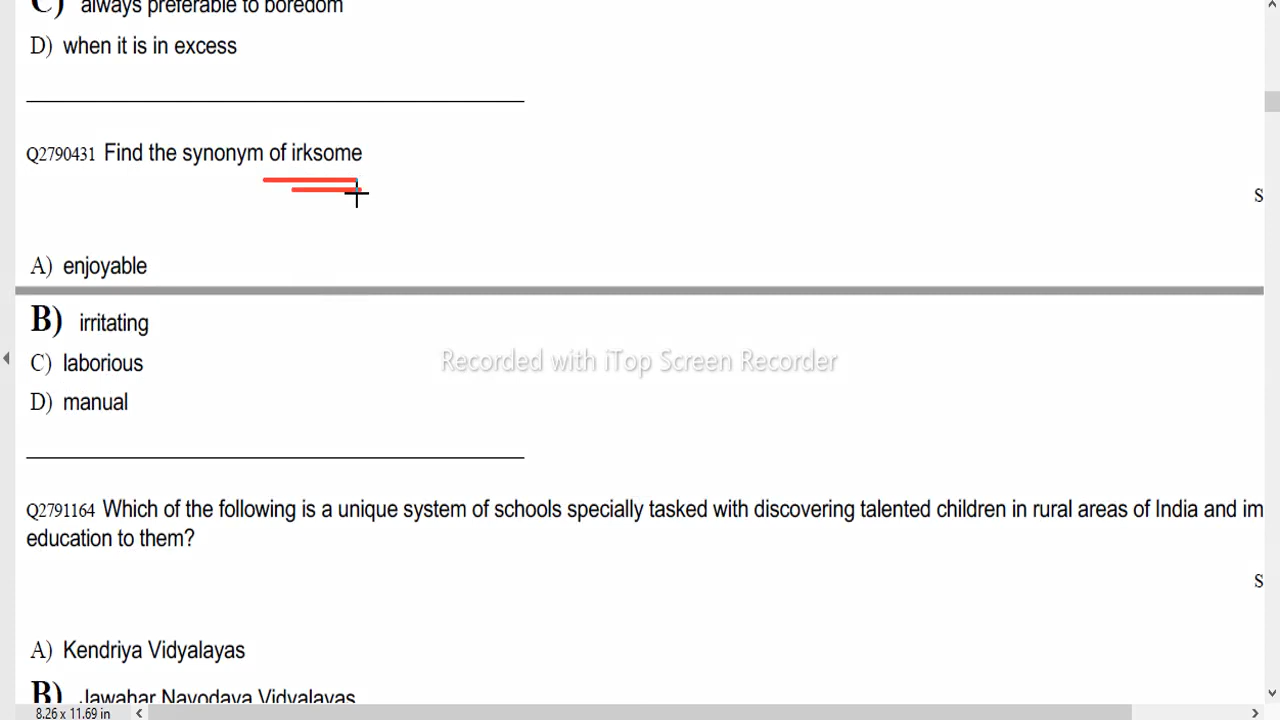 C) always preferable to boredom
D) when it is in excess
Q2790431 Find the synonym of irksome
S
A) enjoyable
B) irritating
C) laborious
Recorded with iTop Screen Recorder
D) manual
Q2791164 Which of the following is a unique system of schools specially tasked with discovering talented children in rural areas of India and im
education to them?
S
A) Kendriya Vidyalayas
B) Jawahar Navodaya Vidyalayas
8.26 x 11.69 in